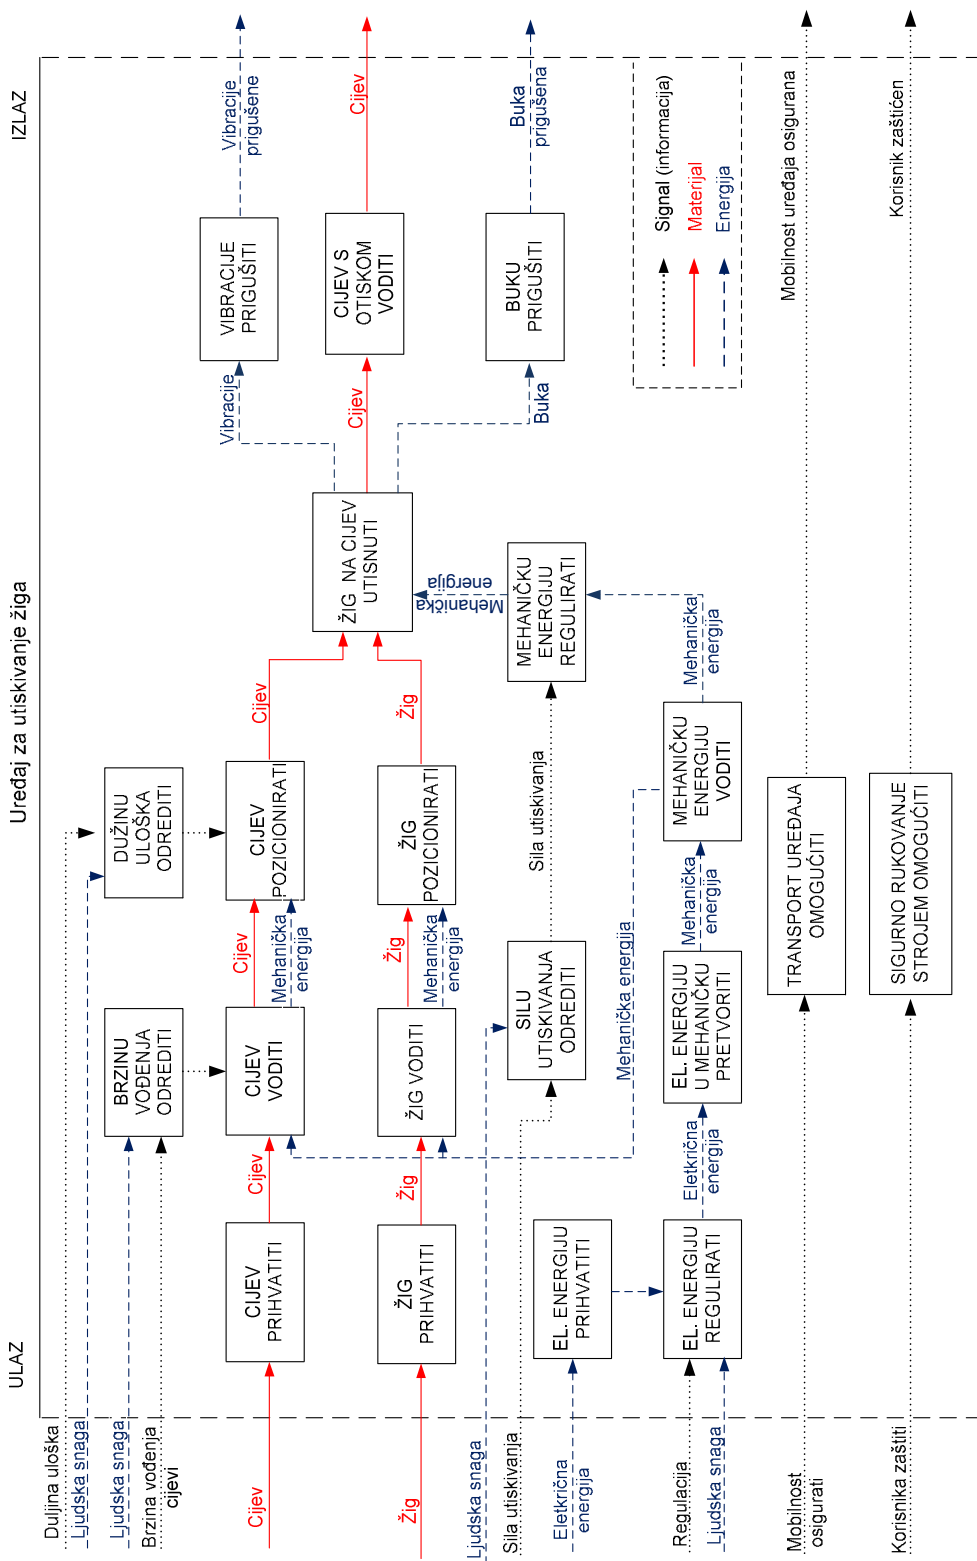 Uređaj za utiskivanje žiga
ULAZ
IZLAZ
Duljina uloška
Ljudska snaga
Ljudska snaga
Brzina vođenja
cijevi
Cijev
Žig
Ljudska snaga
Sila utiskivanja
Eletkrična
energija
Regulacija
Ljudska snaga
Mobilnost
osigurati
Korisnika zaštiti
DUŽINU
ULOŠKA
ODREDITI
BRZINU
VOĐENJA
ODREDITI
CIJEV
PRIHVATITI
Cijev
CIJEV
VODITI
Cijev
Mehanička
energija
CIJEV
POZICIONIRATI
Cijev
ŽIG
PRIHVATITI
Žig
ŽIG VODITI
Žig
Mehanička
energija
ŽIG
POZICIONIRATI
Žig
ŽIG NA CIJEV
UTISNUTI
Vibracije
VIBRACIJE
PRIGUŠITI
Vibracije
prigušene
Cijev
CIJEV S
OTISKOM
VODITI
Cijev
Buka
BUKU
PRIGUŠITI
Buka
prigušena
SILU
UTISKIVANJA
ODREDITI
Sila utiskivanja
MEHANIČKU
ENERGIJU
REGULIRATI
Mehanička
energija
Mehanička energija
EL. ENERGIJU
PRIHVATITI
EL. ENERGIJU
REGULIRATI
Eletkrična
energija
EL. ENERGIJU
U MEHANIČKU
PRETVORITI
Mehanička
energija
MEHANIČKU
ENERGIJU
VODITI
Mehanička
energija
Signal (informacija)
Materijal
Energija
TRANSPORT UREĐAJA
OMOGUĆITI
Mobilnost uređaja osigurana
SIGURNO RUKOVANJE
STROJEM OMOGUĆITI
Korisnik zaštićen